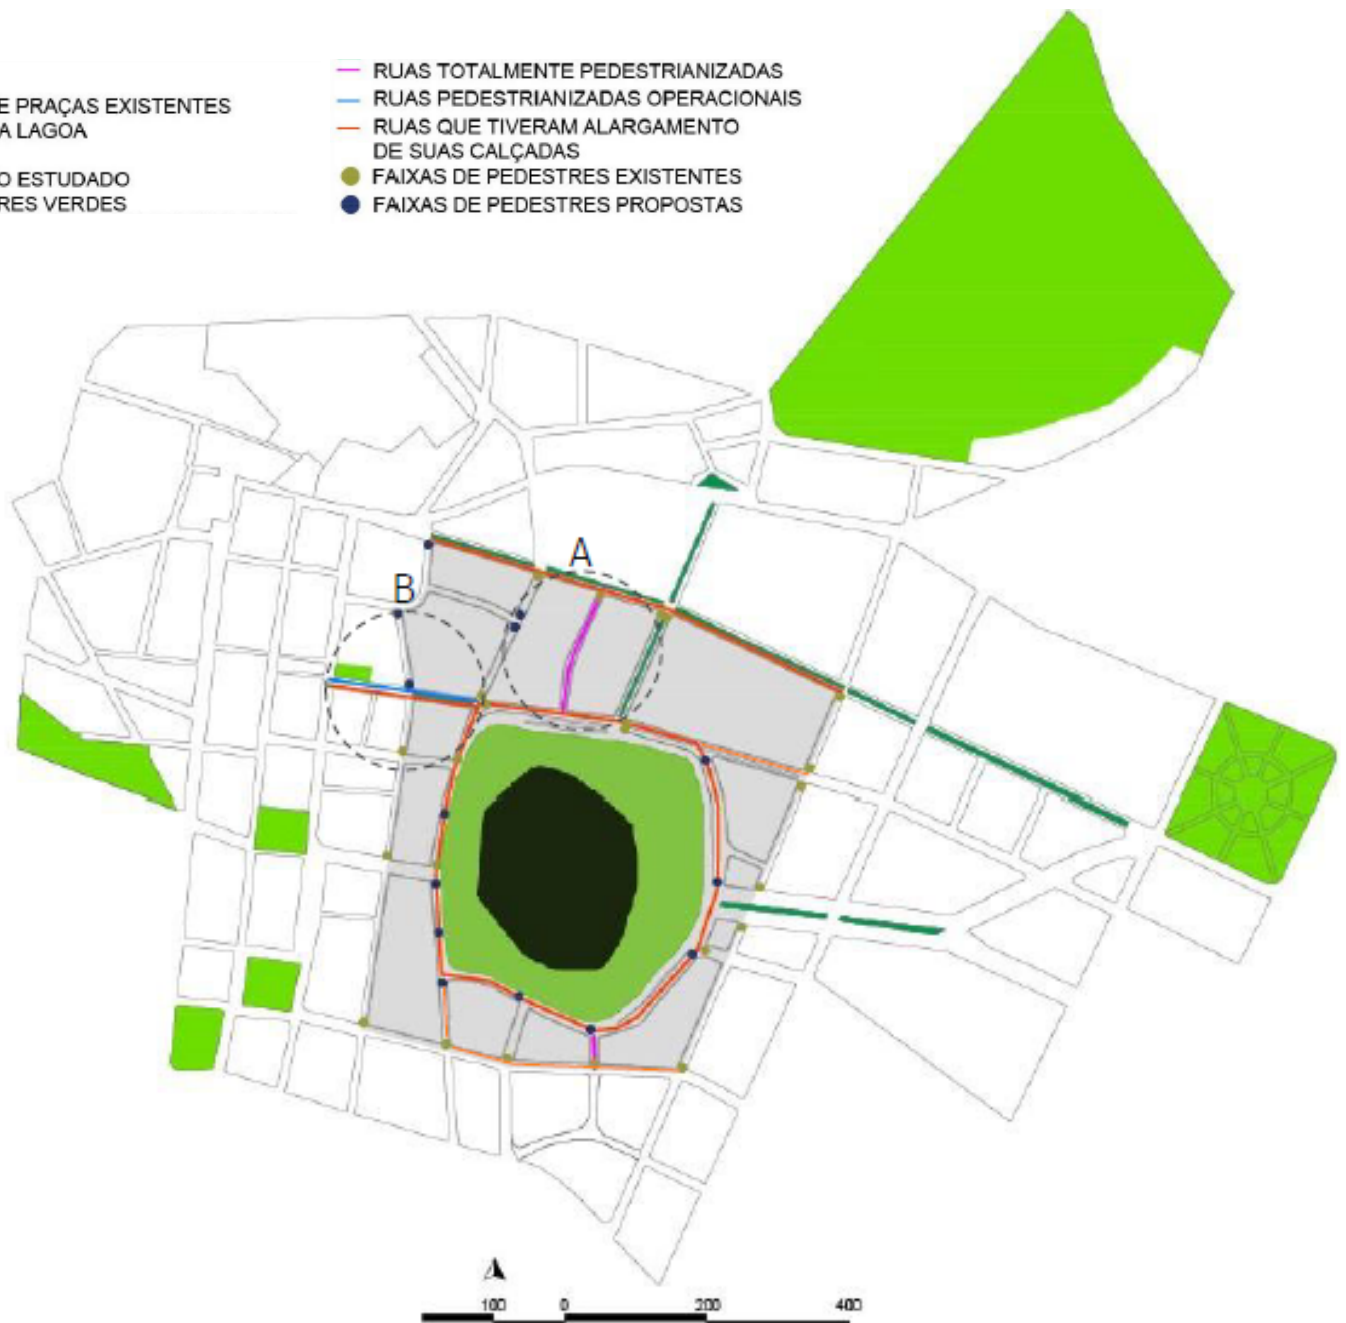 E PRAÇAS EXISTENTES
A LAGOA
O ESTUDADO
RES VERDES
RUAS TOTALMENTE PEDESTRIANIZADAS
RUAS PEDESTRIANIZADAS OPERACIONAIS
RUAS QUE TIVERAM ALARGAMENTO
DE SUAS CALÇADAS
FAIXAS DE PEDESTRES EXISTENTES
FAIXAS DE PEDESTRES PROPOSTAS
A
B
100 0 200 400